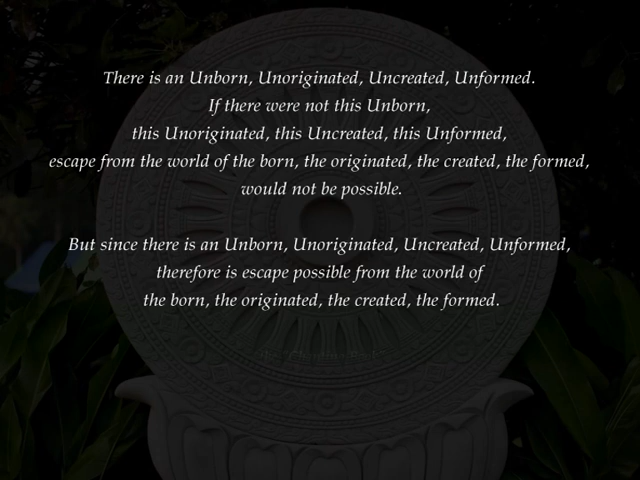 There is an Unborn, Unoriginated, Uncreated, Unformed.
If there were not this Unborn,
this Unoriginated, this Uncreated, this Unformed,
escape from the world of the born, the originated, the created, the formed,
would not be possible.
But since there is an Unborn, Unoriginated, Uncreated, Unformed,
therefore is escape possible from the world of
the born, the originated, the created, the formed.